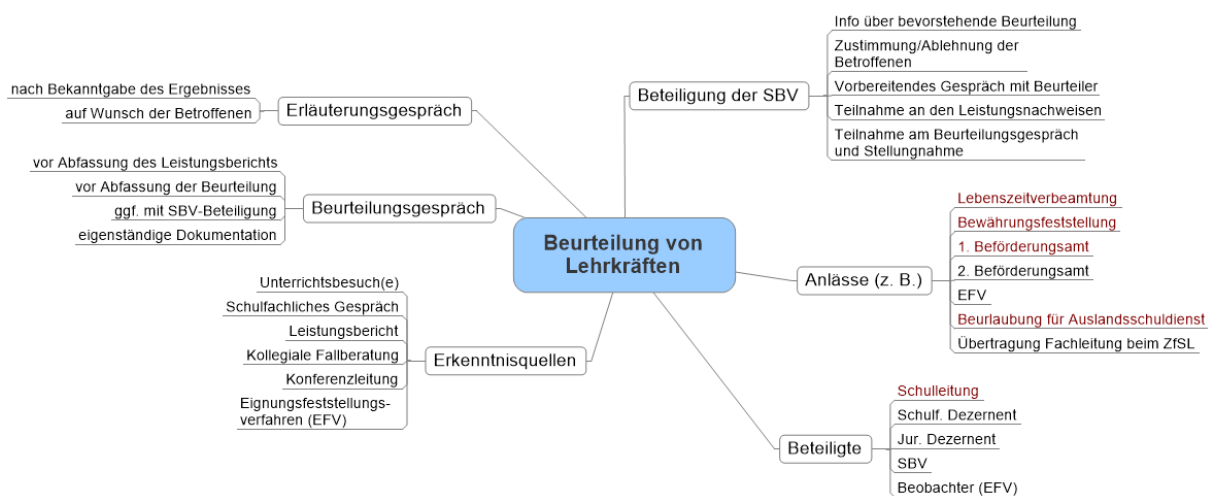 Beurteilung von
Lehrkräften
Beteiligung der SBV
Info über bevorstehende Beurteilung
Zustimmung/Ablehnung der
Betroffenen
Vorbereitendes Gespräch mit Beurteiler
Teilnahme an den Leistungsnachweisen
Teilnahme am Beurteilungsgespräch
und Stellungnahme
Anlässe (z. B.)
Lebenszeitverbeamtung
Bewährungsfeststellung
1. Beförderungsamt
2. Beförderungsamt
EFV
Beurlaubung für Auslandsschuldienst
Übertragung Fachleitung beim ZfSL
Beteiligte
Schulleitung
Schulf. Dezernent
Jur. Dezernent
SBV
Beobachter (EFV)
Erläuterungsgespräch
nach Bekanntgabe des Ergebnisses
auf Wunsch der Betroffenen
Beurteilungsgespräch
vor Abfassung des Leistungsberichts
vor Abfassung der Beurteilung
ggf. mit SBV-Beteiligung
eigenständige Dokumentation
Erkenntnisquellen
Unterrichtsbesuch(e)
Schulfachliches Gespräch
Leistungsbericht
Kollegiale Fallberatung
Konferenzleitung
Eignungsfeststellungs-
verfahren (EFV)